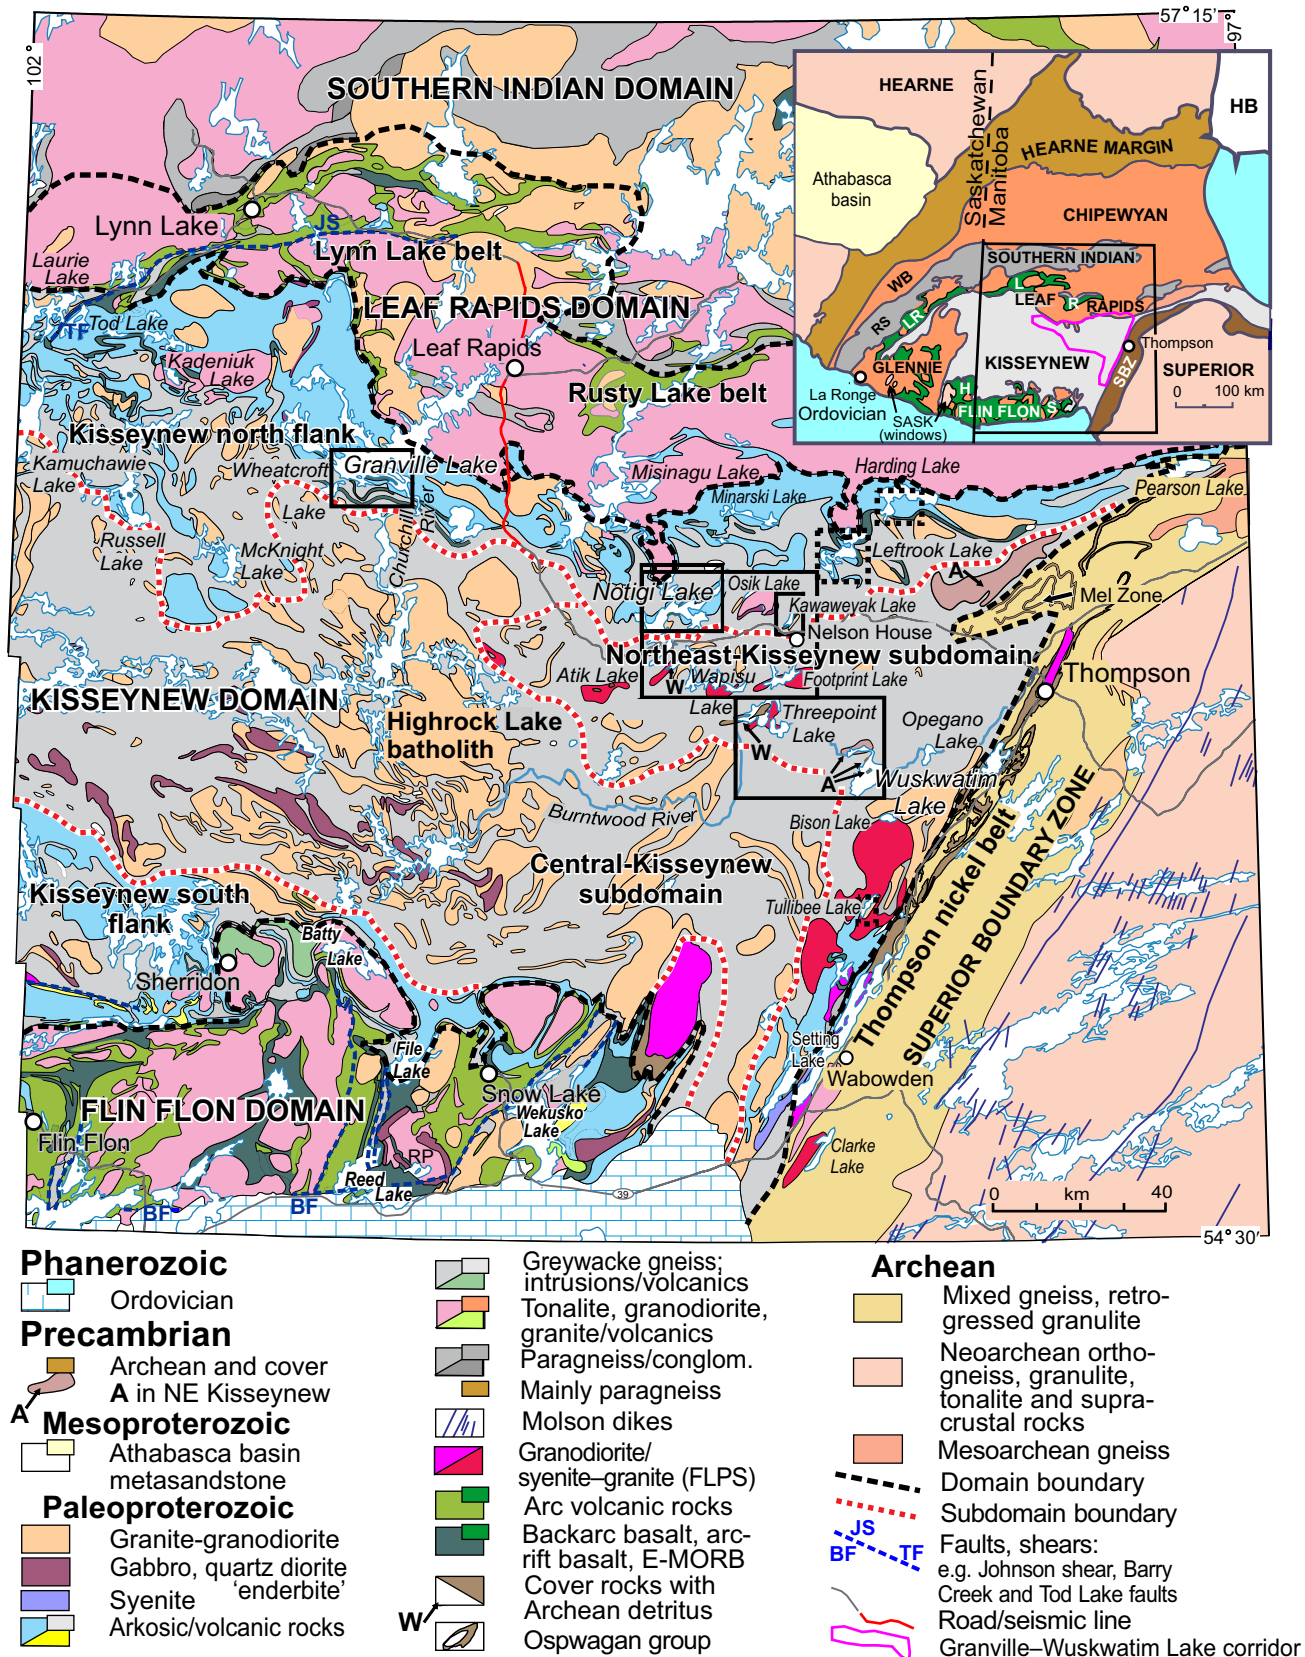 57°15'
102°
97°
SOUTHERN INDIAN DOMAIN
HEARNE
Saskatchewan
Manitoba
HB
HEARNE MARGIN
Athabasca
basin
CHIPEWYAN
SOUTHERN INDIAN
WB
L
LEAF
R
RAPIDS
RS
LR
Thompson
GLENNIE
KISSEYNEW
SBZ
SUPERIOR
0 100 km
La Ronge
Ordovician
H
FLIN FLON
S
SASK
(windows)
Lynn Lake
JS
Lynn Lake belt
Laurie
Lake
LEAF RAPIDS DOMAIN
TF
Tod Lake
Leaf Rapids
Kadeniuk
Lake
Rusty Lake belt
Kisseynew north flank
Kamuchawie
Lake
Wheatcroft
Lake
Granville Lake
Misinagu Lake
Harding Lake
Minarski Lake
Pearson Lake
Churchill
River
Russell
Lake
McKnight
Lake
Leftrook Lake
A
Notigi Lake
Osik Lake
Mel Zone
Kawaweyak Lake
Nelson House
Northeast-Kisseynew subdomain
Thompson
Atik Lake
W
Wapisu
Lake
Footprint Lake
KISSEYNEW DOMAIN
Highrock Lake
batholith
Threepoint
Lake
Opegano
Lake
W
A
Wuskwatim
Lake
Burntwood River
Bison Lake
Central-Kisseynew
subdomain
Thompson nickel belt
SUPERIOR BOUNDARY ZONE
Kisseynew south
flank
Tullibee Lake
Batty
Lake
Sherridon
Setting
Lake
File
Lake
Wabowden
Snow Lake
FLIN FLON DOMAIN
Wekusko
Lake
Flin Flon
RP
Clarke
Lake
Reed
Lake
BF
BF
39
0 km 40
54°30'
Phanerozoic
Ordovician
Precambrian
Archean and cover
A in NE Kisseynew
A
Mesoproterozoic
Athabasca basin
metasandstone
Paleoproterozoic
Granite-granodiorite
Gabbro, quartz diorite
'enderbite'
Syenite
Arkosic/volcanic rocks
Greywacke gneiss;
intrusions/volcanics
Tonalite, granodiorite,
granite/volcanics
Paragneiss/conglom.
Mainly paragneiss
Molson dikes
Granodiorite/
syenite–granite (FLPS)
Arc volcanic rocks
Backarc basalt, arc-
rift basalt, E-MORB
Cover rocks with
Archean detritus
W
Ospwagan group
Archean
Mixed gneiss, retro-
gressed granulite
Neoarchean ortho-
gneiss, granulite,
tonalite and supra-
crustal rocks
Mesoarchean gneiss
Domain boundary
Subdomain boundary
JS
BF
TF
Faults, shears:
e.g. Johnson shear, Barry
Creek and Tod Lake faults
Road/seismic line
Granville–Wuskwatim Lake corridor